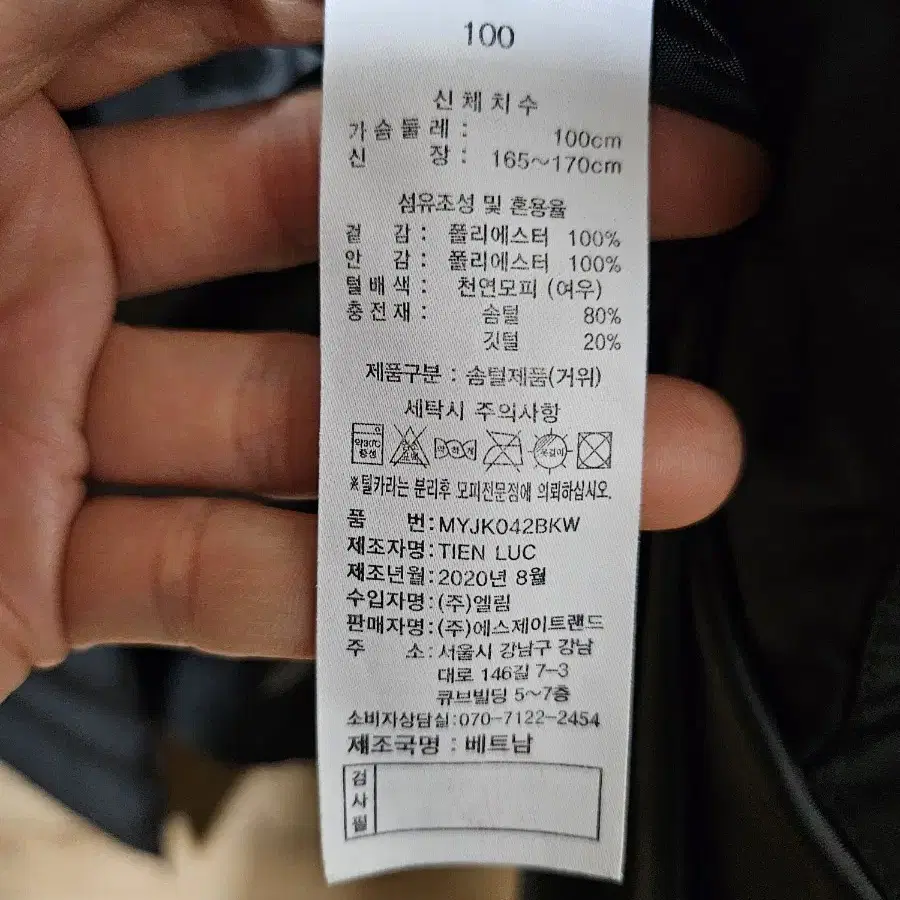 100
신체치수
가슴둘레 : 100cm
신 장 : 165~170cm
섬유조성 및 혼용율
겉 감 : 폴리에스터 100%
안 감 : 폴리에스터 100%
털배색 : 천연모피 (여우)
충전재 : 솜털 80%
깃털 20%
제품구분 : 솜털제품(거위)
세탁시 주의사항
약30℃
중성
옷걸이
※털카라는 분리후 모피전문점에 의뢰하십시오.
품 번:MYJK042BKW
제조자명:TIEN LUC
제조년월:2020년 8월
수입자명:(주)엘림
판매자명:(주)에스제이트랜드
주 소:서울시 강남구 강남
대로 146길 7-3
큐브빌딩 5~7층
소비자상담실:070-7122-2454
제조국명 : 베트남
검
사
필